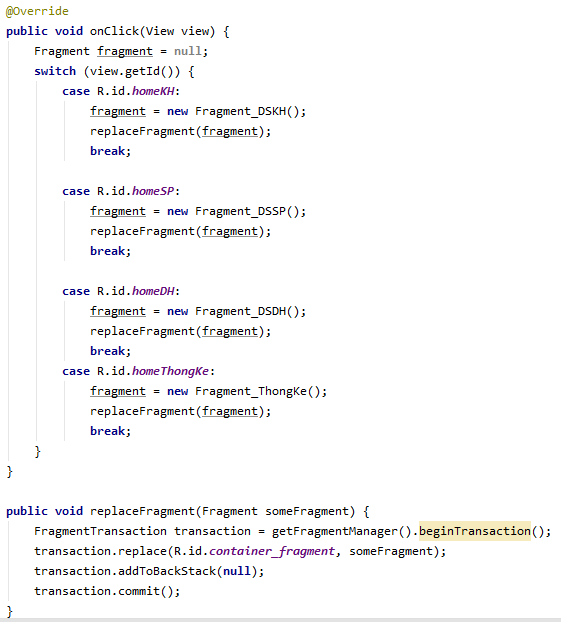 @Override
public void onClick(View view) {
    Fragment fragment = null;
    switch (view.getId()) {
        case R.id.homeKH:
            fragment = new Fragment_DSKH();
            replaceFragment(fragment);
            break;

        case R.id.homeSP:
            fragment = new Fragment_DSSP();
            replaceFragment(fragment);
            break;

        case R.id.homeDH:
            fragment = new Fragment_DSDH();
            replaceFragment(fragment);
            break;
        case R.id.homeThongKe:
            fragment = new Fragment_ThongKe();
            replaceFragment(fragment);
            break;
    }
}

public void replaceFragment(Fragment someFragment) {
    FragmentTransaction transaction = getFragmentManager().beginTransaction();
    transaction.replace(R.id.container_fragment, someFragment);
    transaction.addToBackStack(null);
    transaction.commit();
}